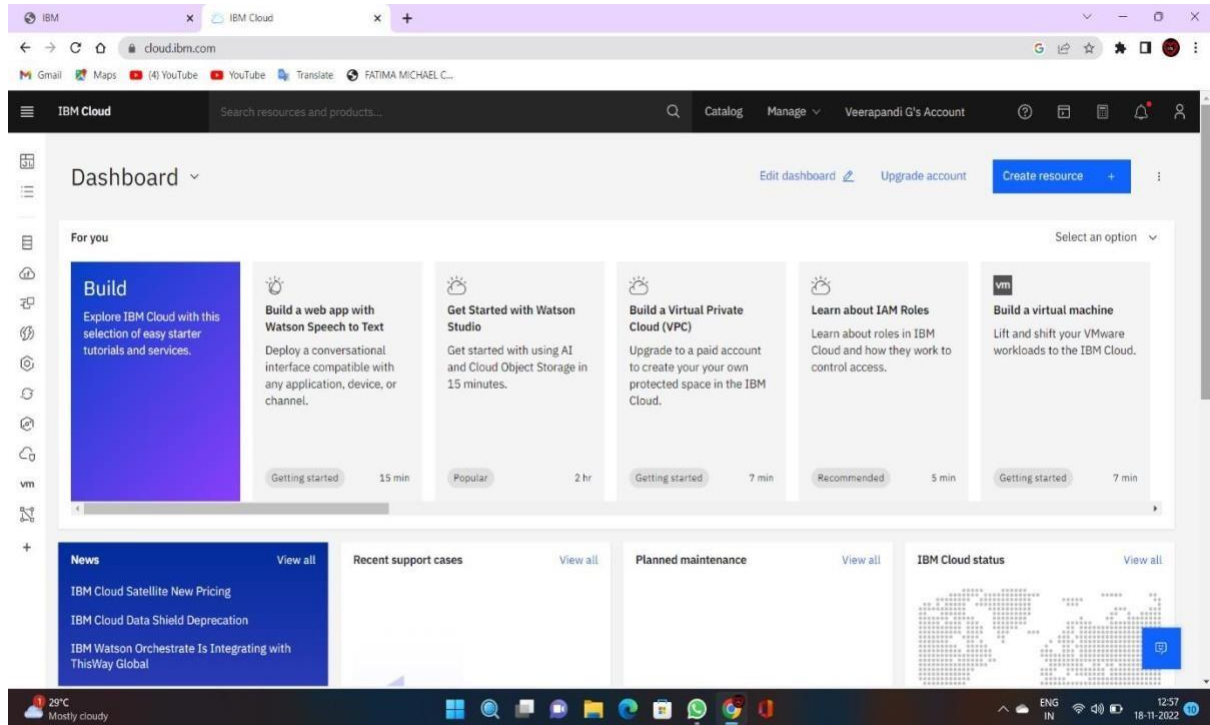 IBM
IBM Cloud
cloud.ibm.com
Gmail Maps (4) YouTube YouTube Translate FATIMA MICHAEL C...
IBM Cloud Search resources and products... Catalog Manage Veerapandi G's Account
Dashboard Edit dashboard Upgrade account Create resource +
For you Select an option
Build
Explore IBM Cloud with this
selection of easy starter
tutorials and services.
Build a web app with
Watson Speech to Text
Deploy a conversational
interface compatible with
any application, device, or
channel.
Getting started 15 min
Get Started with Watson
Studio
Get started with using AI
and Cloud Object Storage in
15 minutes.
Popular 2 hr
Build a Virtual Private
Cloud (VPC)
Upgrade to a paid account
to create your your own
protected space in the IBM
Cloud.
Getting started 7 min
Learn about IAM Roles
Learn about roles in IBM
Cloud and how they work to
control access.
Recommended 5 min
vm
Build a virtual machine
Lift and shift your VMware
workloads to the IBM Cloud.
Getting started 7 min
vm
News View all
IBM Cloud Satellite New Pricing
IBM Cloud Data Shield Deprecation
IBM Watson Orchestrate Is Integrating with
ThisWay Global
Recent support cases View all
Planned maintenance View all
IBM Cloud status View all
1
29°C
Mostly cloudy
ENG
IN
12:57
18-11-2022
10